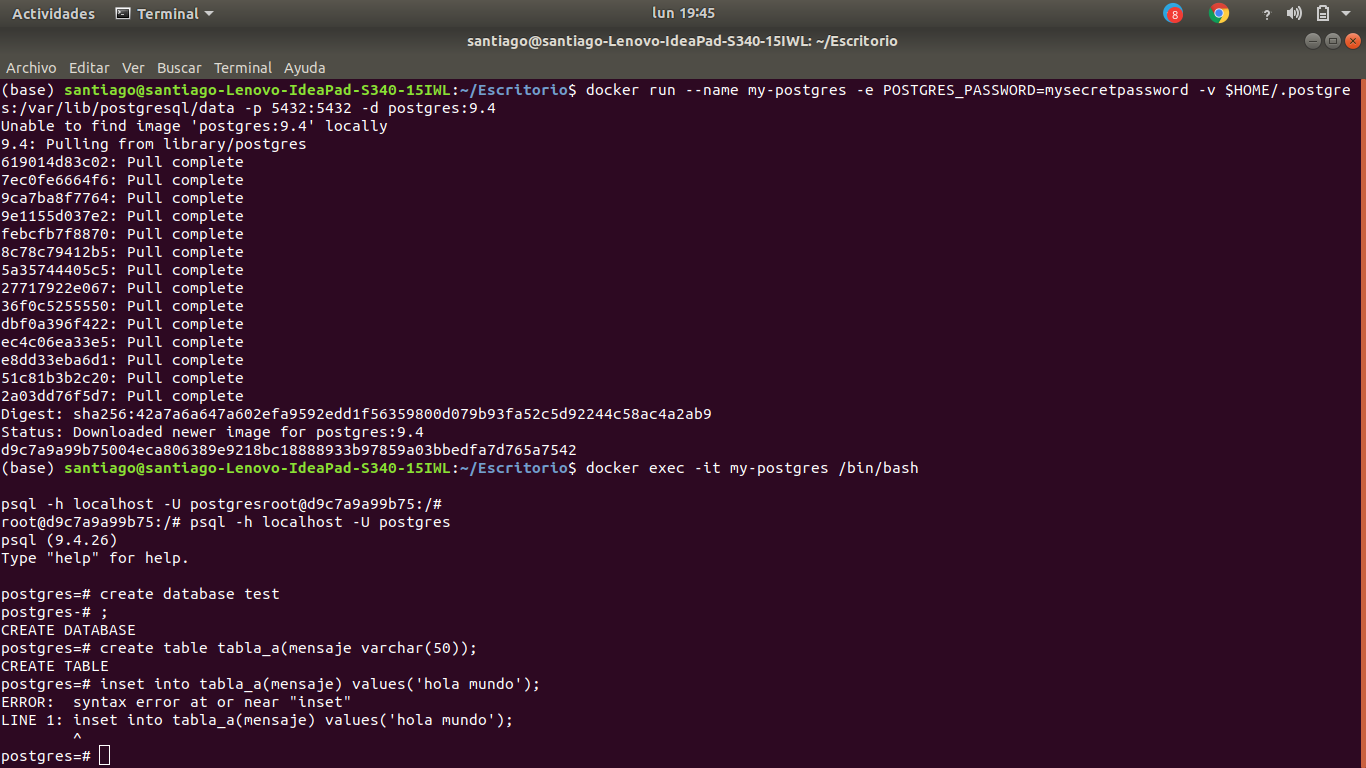 Actividades Terminal lun 19:45 8 ?
santiago@santiago-Lenovo-IdeaPad-S340-15IWL: ~/Escritorio
Archivo Editar Ver Buscar Terminal Ayuda
(base) santiago@santiago-Lenovo-IdeaPad-S340-15IWL:~/Escritorio$ docker run --name my-postgres -e POSTGRES_PASSWORD=mysecretpassword -v $HOME/.postgre
s:/var/lib/postgresql/data -p 5432:5432 -d postgres:9.4
Unable to find image 'postgres:9.4' locally
9.4: Pulling from library/postgres
619014d83c02: Pull complete
7ec0fe6664f6: Pull complete
9ca7ba8f7764: Pull complete
9e1155d037e2: Pull complete
febcfb7f8870: Pull complete
8c78c79412b5: Pull complete
5a35744405c5: Pull complete
27717922e067: Pull complete
36f0c5255550: Pull complete
dbf0a396f422: Pull complete
ec4c06ea33e5: Pull complete
e8dd33eba6d1: Pull complete
51c81b3b2c20: Pull complete
2a03dd76f5d7: Pull complete
Digest: sha256:42a7a6a647a602efa9592edd1f56359800d079b93fa52c5d92244c58ac4a2ab9
Status: Downloaded newer image for postgres:9.4
d9c7a9a99b75004eca806389e9218bc18888933b97859a03bbedfa7d765a7542
(base) santiago@santiago-Lenovo-IdeaPad-S340-15IWL:~/Escritorio$ docker exec -it my-postgres /bin/bash
psql -h localhost -U postgresroot@d9c7a9a99b75:/#
root@d9c7a9a99b75:/# psql -h localhost -U postgres
psql (9.4.26)
Type "help" for help.
postgres=# create database test
postgres-# ;
CREATE DATABASE
postgres=# create table tabla_a(mensaje varchar(50));
CREATE TABLE
postgres=# inset into tabla_a(mensaje) values('hola mundo');
ERROR:  syntax error at or near "inset"
LINE 1: inset into tabla_a(mensaje) values('hola mundo');
^
postgres=#